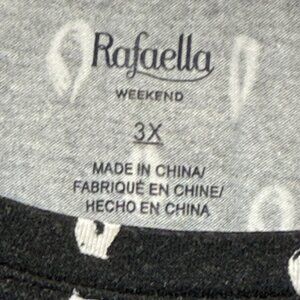 Rafaella
WEEKEND
3X
MADE IN CHINA/
FABRIQUÉ EN CHINE/
HECHO EN CHINA